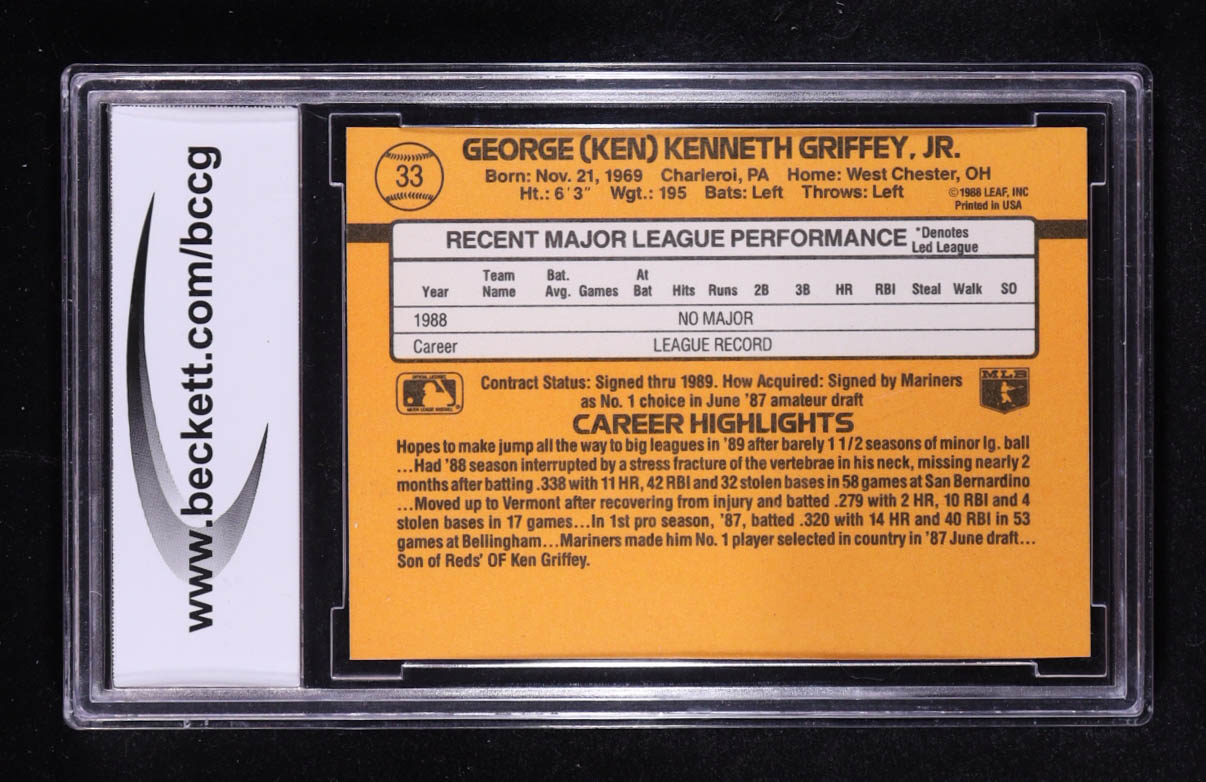 www.beckett.com/bccg
33
GEORGE (KEN) KENNETH GRIFFEY, JR.
Born: Nov. 21, 1969 Charleroi, PA Home: West Chester, OH
Ht.: 6'3" Wgt.: 195 Bats: Left Throws: Left
©1988 LEAF, INC
Printed in USA
RECENT MAJOR LEAGUE PERFORMANCE *Denotes
Led League
Year Team Name Bat. Avg. Games At Bat Hits Runs 2B 3B HR RBI Steal Walk SO
1988 NO MAJOR
Career LEAGUE RECORD
Contract Status: Signed thru 1989. How Acquired: Signed by Mariners
as No. 1 choice in June '87 amateur draft
MLB
CAREER HIGHLIGHTS
Hopes to make jump all the way to big leagues in '89 after barely 1 1/2 seasons of minor lg. ball
...Had '88 season interrupted by a stress fracture of the vertebrae in his neck, missing nearly 2
months after batting .338 with 11 HR, 42 RBI and 32 stolen bases in 58 games at San Bernardino
...Moved up to Vermont after recovering from injury and batted .279 with 2 HR, 10 RBI and 4
stolen bases in 17 games...In 1st pro season, '87, batted .320 with 14 HR and 40 RBI in 53
games at Bellingham...Mariners made him No. 1 player selected in country in '87 June draft...
Son of Reds' OF Ken Griffey.